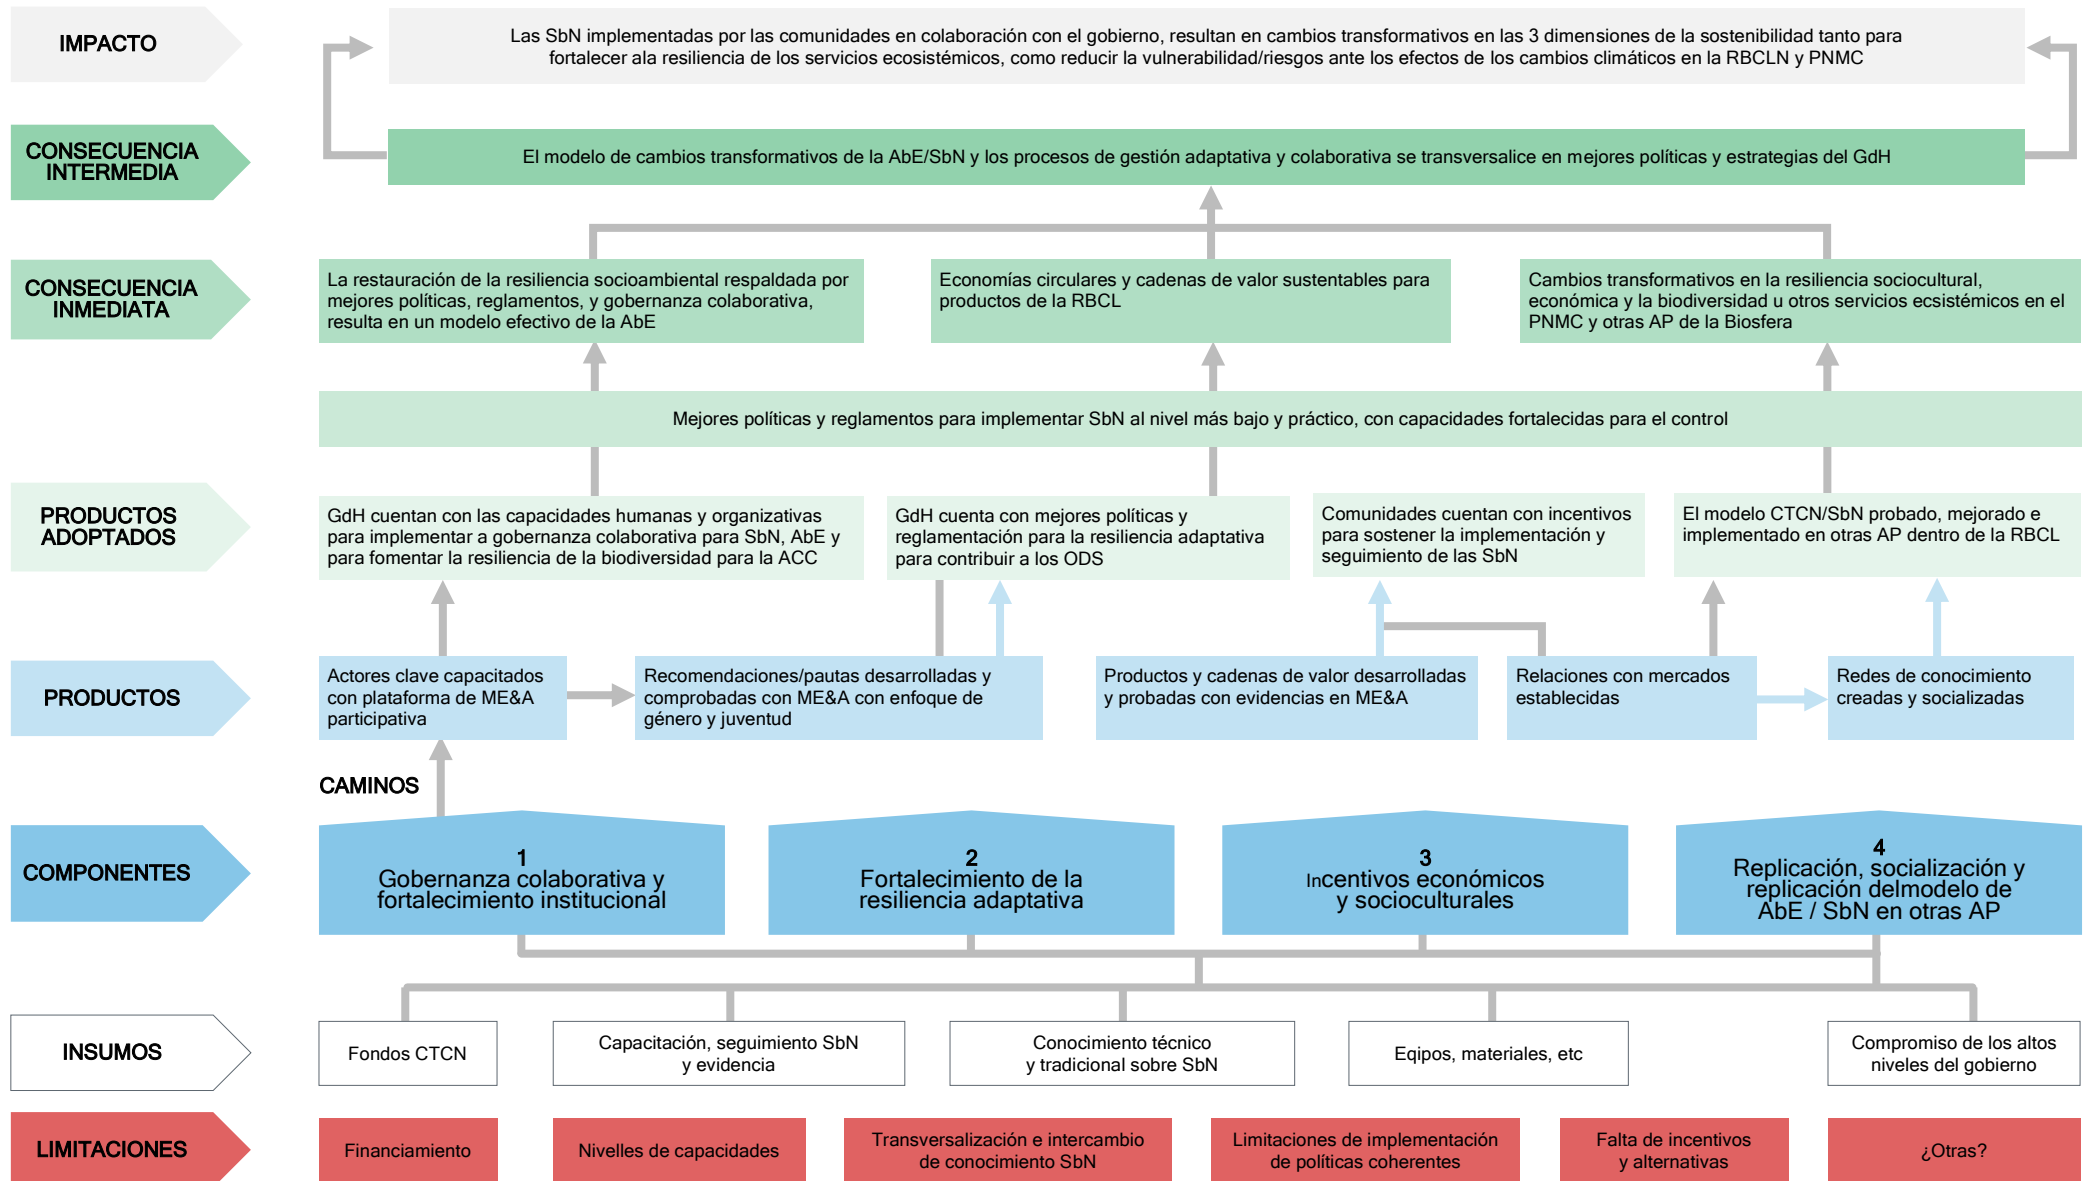 IMPACTO
Las SbN implementadas por las comunidades en colaboración con el gobierno, resultan en cambios transformativos en las 3 dimensiones de la sostenibilidad tanto para
fortalecer ala resiliencia de los servicios ecosistémicos, como reducir la vulnerabilidad/riesgos ante los efectos de los cambios climáticos en la RBCLN y PNMC
CONSECUENCIA
INTERMEDIA
El modelo de cambios transformativos de la AbE/SbN y los procesos de gestión adaptativa y colaborativa se transversalice en mejores políticas y estrategias del GdH
CONSECUENCIA
INMEDIATA
La restauración de la resiliencia socioambiental respaldada por
mejores políticas, reglamentos, y gobernanza colaborativa,
resulta en un modelo efectivo de la AbE
Economías circulares y cadenas de valor sustentables para
productos de la RBCL
Cambios transformativos en la resiliencia sociocultural,
económica y la biodiversidad u otros servicios ecsistémicos en el
PNMC y otras AP de la Biosfera
Mejores políticas y reglamentos para implementar SbN al nivel más bajo y práctico, con capacidades fortalecidas para el control
PRODUCTOS
ADOPTADOS
GdH cuentan con las capacidades humanas y organizativas
para implementar a gobernanza colaborativa para SbN, AbE y
para fomentar la resiliencia de la biodiversidad para la ACC
GdH cuenta con mejores políticas y
reglamentación para la resiliencia adaptativa
para contribuir a los ODS
Comunidades cuentan con incentivos
para sostener la implementación y
seguimiento de las SbN
El modelo CTCN/SbN probado, mejorado e
implementado en otras AP dentro de la RBCL
PRODUCTOS
Actores clave capacitados
con plataforma de ME&A
participativa
Recomendaciones/pautas desarrolladas y
comprobadas con ME&A con enfoque de
género y juventud
Productos y cadenas de valor desarrolladas
y probadas con evidencias en ME&A
Relaciones con mercados
establecidas
Redes de conocimiento
creadas y socializadas
CAMINOS
COMPONENTES
1
Gobernanza colaborativa y
fortalecimiento institucional
2
Fortalecimiento de la
resiliencia adaptativa
3
Incentivos económicos
y socioculturales
4
Replicación, socialización y
replicación delmodelo de
AbE / SbN en otras AP
INSUMOS
Fondos CTCN
Capacitación, seguimiento SbN
y evidencia
Conocimiento técnico
y tradicional sobre SbN
Eqipos, materiales, etc
Compromiso de los altos
niveles del gobierno
LIMITACIONES
Financiamiento
Nivelles de capacidades
Transversalización e intercambio
de conocimiento SbN
Limitaciones de implementación
de políticas coherentes
Falta de incentivos
y alternativas
¿Otras?